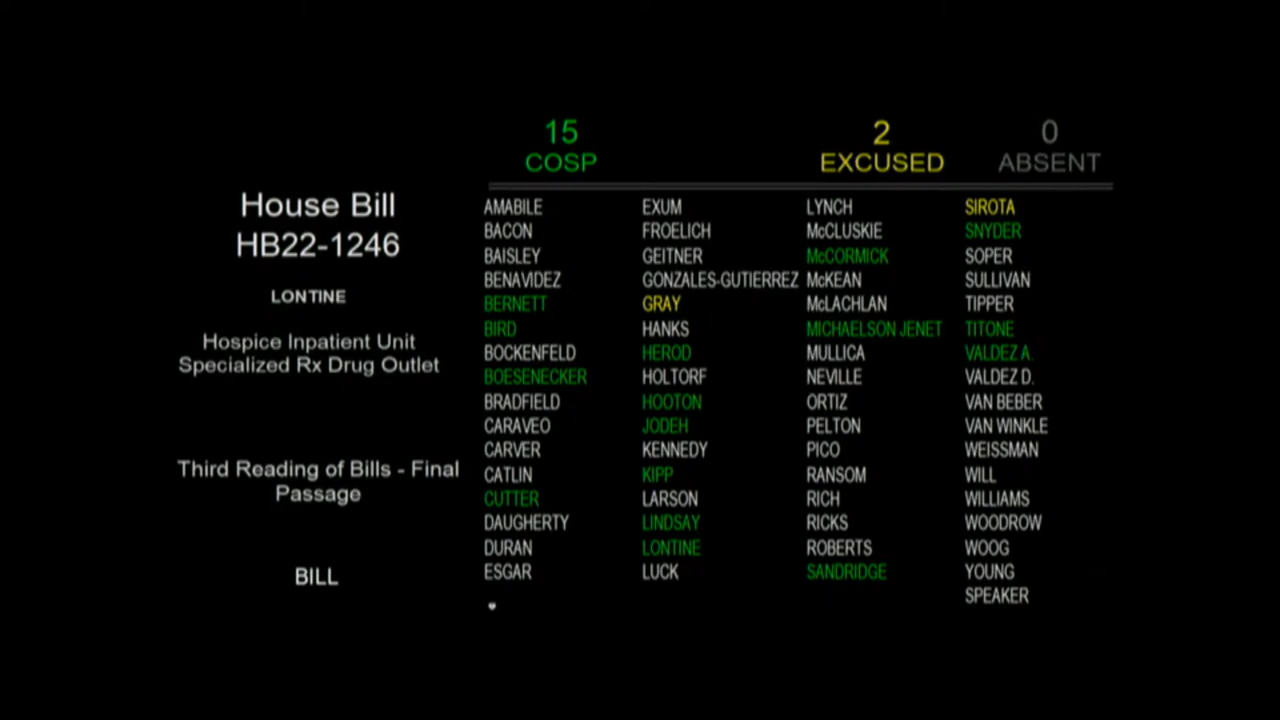 15 2 0
COSP EXCUSED ABSENT
House Bill
HB22-1246
LONTINE
Hospice Inpatient Unit
Specialized Rx Drug Outlet
Third Reading of Bills - Final
Passage
BILL
AMABILE
BACON
BAISLEY
BENAVIDEZ
BERNETT
BIRD
BOCKENFELD
BOESENECKER
BRADFIELD
CARAVEO
CARVER
CATLIN
CUTTER
DAUGHERTY
DURAN
ESGAR
EXUM
FROELICH
GEITNER
GONZALES-GUTIERREZ
GRAY
HANKS
HEROD
HOLTORF
HOOTON
JODEH
KENNEDY
KIPP
LARSON
LINDSAY
LONTINE
LUCK
LYNCH
McCLUSKIE
McCORMICK
McKEAN
McLACHLAN
MICHAELSON JENET
MULLICA
NEVILLE
ORTIZ
PELTON
PICO
RANSOM
RICH
RICKS
ROBERTS
SANDRIDGE
SIROTA
SNYDER
SOPER
SULLIVAN
TIPPER
TITONE
VALDEZ A.
VALDEZ D.
VAN BEBER
VAN WINKLE
WEISSMAN
WILL
WILLIAMS
WOODROW
WOOG
YOUNG
SPEAKER